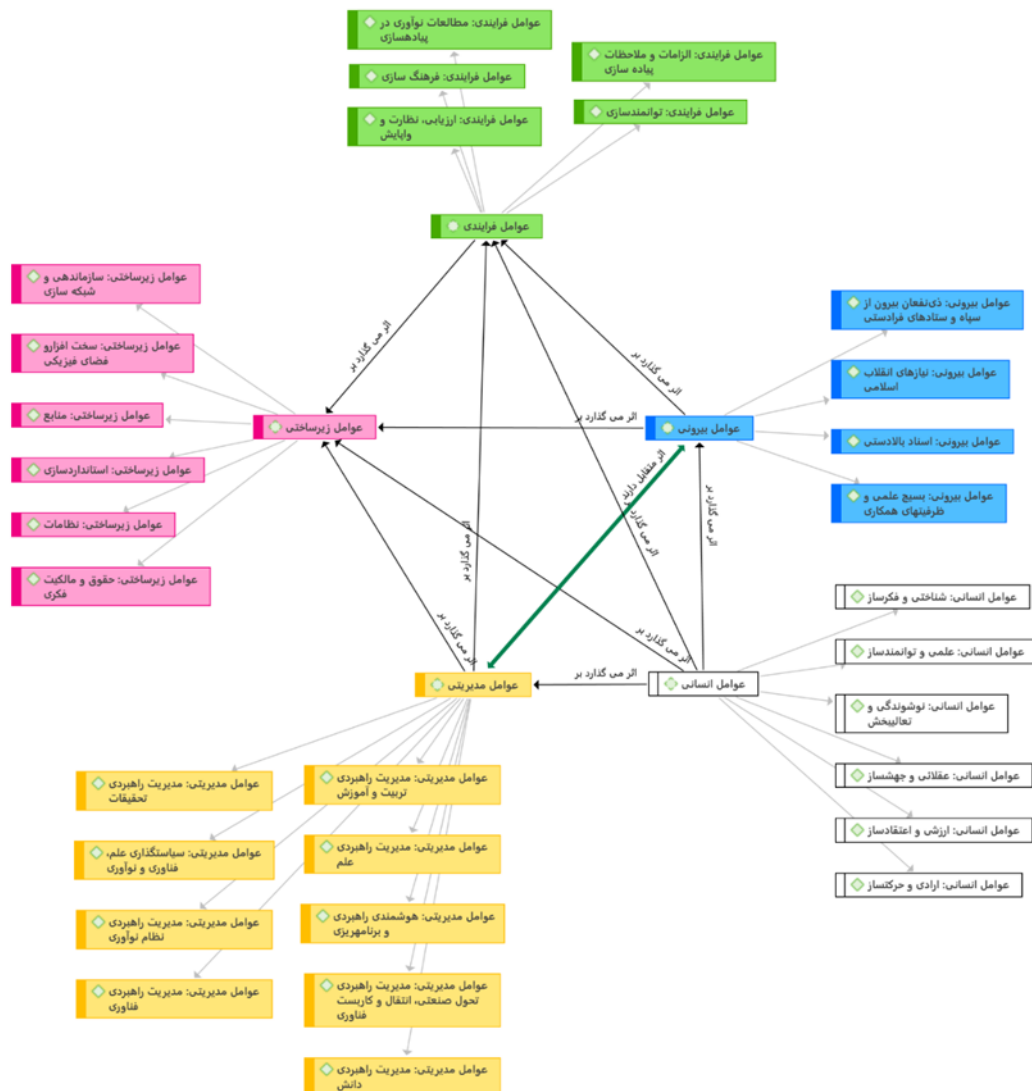 عوامل فرایندی: مطالعات نوآوری در
پیادهسازی
عوامل فرایندی: الزامات و ملاحظات
پیاده سازی
عوامل فرایندی: فرهنگ سازی
عوامل فرایندی: توانمندسازی
عوامل فرایندی: ارزیابی، نظارت و
واپایش
عوامل فرایندی
عوامل زیرساختی: سازماندهی و
شبکه سازی
عوامل زیرساختی: سخت افزارو
فضای فیزیکی
عوامل زیرساختی: منابع
عوامل زیرساختی: استانداردسازی
عوامل زیرساختی: نظامات
عوامل زیرساختی: حقوق و مالکیت
فکری
عوامل زیرساختی
عوامل بیرونی: ذی‌نفعان بیرون از
سپاه و ستادهای فرادستی
عوامل بیرونی: نیازهای انقلاب
اسلامی
عوامل بیرونی: اسناد بالادستی
عوامل بیرونی: بسیج علمی و
ظرفیتهای همکاری
عوامل بیرونی
اثر می گذارد بر
اثر می گذارد بر
اثر می گذارد بر
اثر متقابل دارند
اثر می گذارد بر
اثر می گذارد بر
اثر می گذارد بر
اثر می گذارد بر
اثر می گذارد بر
اثر می گذارد بر
عوامل انسانی
عوامل مدیریتی
عوامل انسانی: شناختی و فکرساز
عوامل انسانی: علمی و توانمندساز
عوامل انسانی: نوشوندگی و
تعالیبخش
عوامل انسانی: عقلائی و جهشساز
عوامل انسانی: ارزشی و اعتقادساز
عوامل انسانی: ارادی و حرکتساز
عوامل مدیریتی: مدیریت راهبردی
تربیت و آموزش
عوامل مدیریتی: مدیریت راهبردی
تحقیقات
عوامل مدیریتی: مدیریت راهبردی
علم
عوامل مدیریتی: سیاستگذاری علم،
فناوری و نوآوری
عوامل مدیریتی: هوشمندی راهبردی
و برنامهریزی
عوامل مدیریتی: مدیریت راهبردی
نظام نوآوری
عوامل مدیریتی: مدیریت راهبردی
تحول صنعتی، انتقال و کاربست
فناوری
عوامل مدیریتی: مدیریت راهبردی
فناوری
عوامل مدیریتی: مدیریت راهبردی
دانش